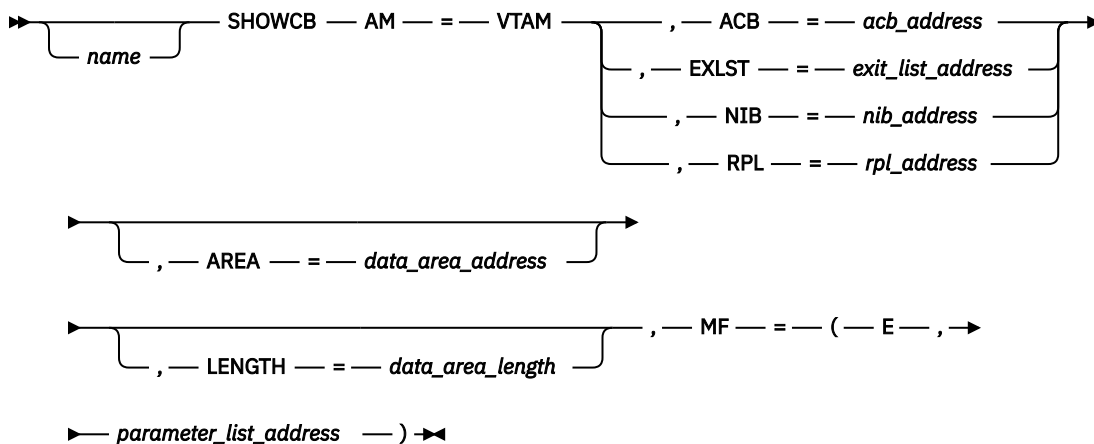 SHOWCB AM = VTAM , ACB = acb_address
name
, EXLST = exit_list_address
, NIB = nib_address
, RPL = rpl_address
, AREA = data_area_address
, MF = ( E ,
, LENGTH = data_area_length
parameter_list_address )